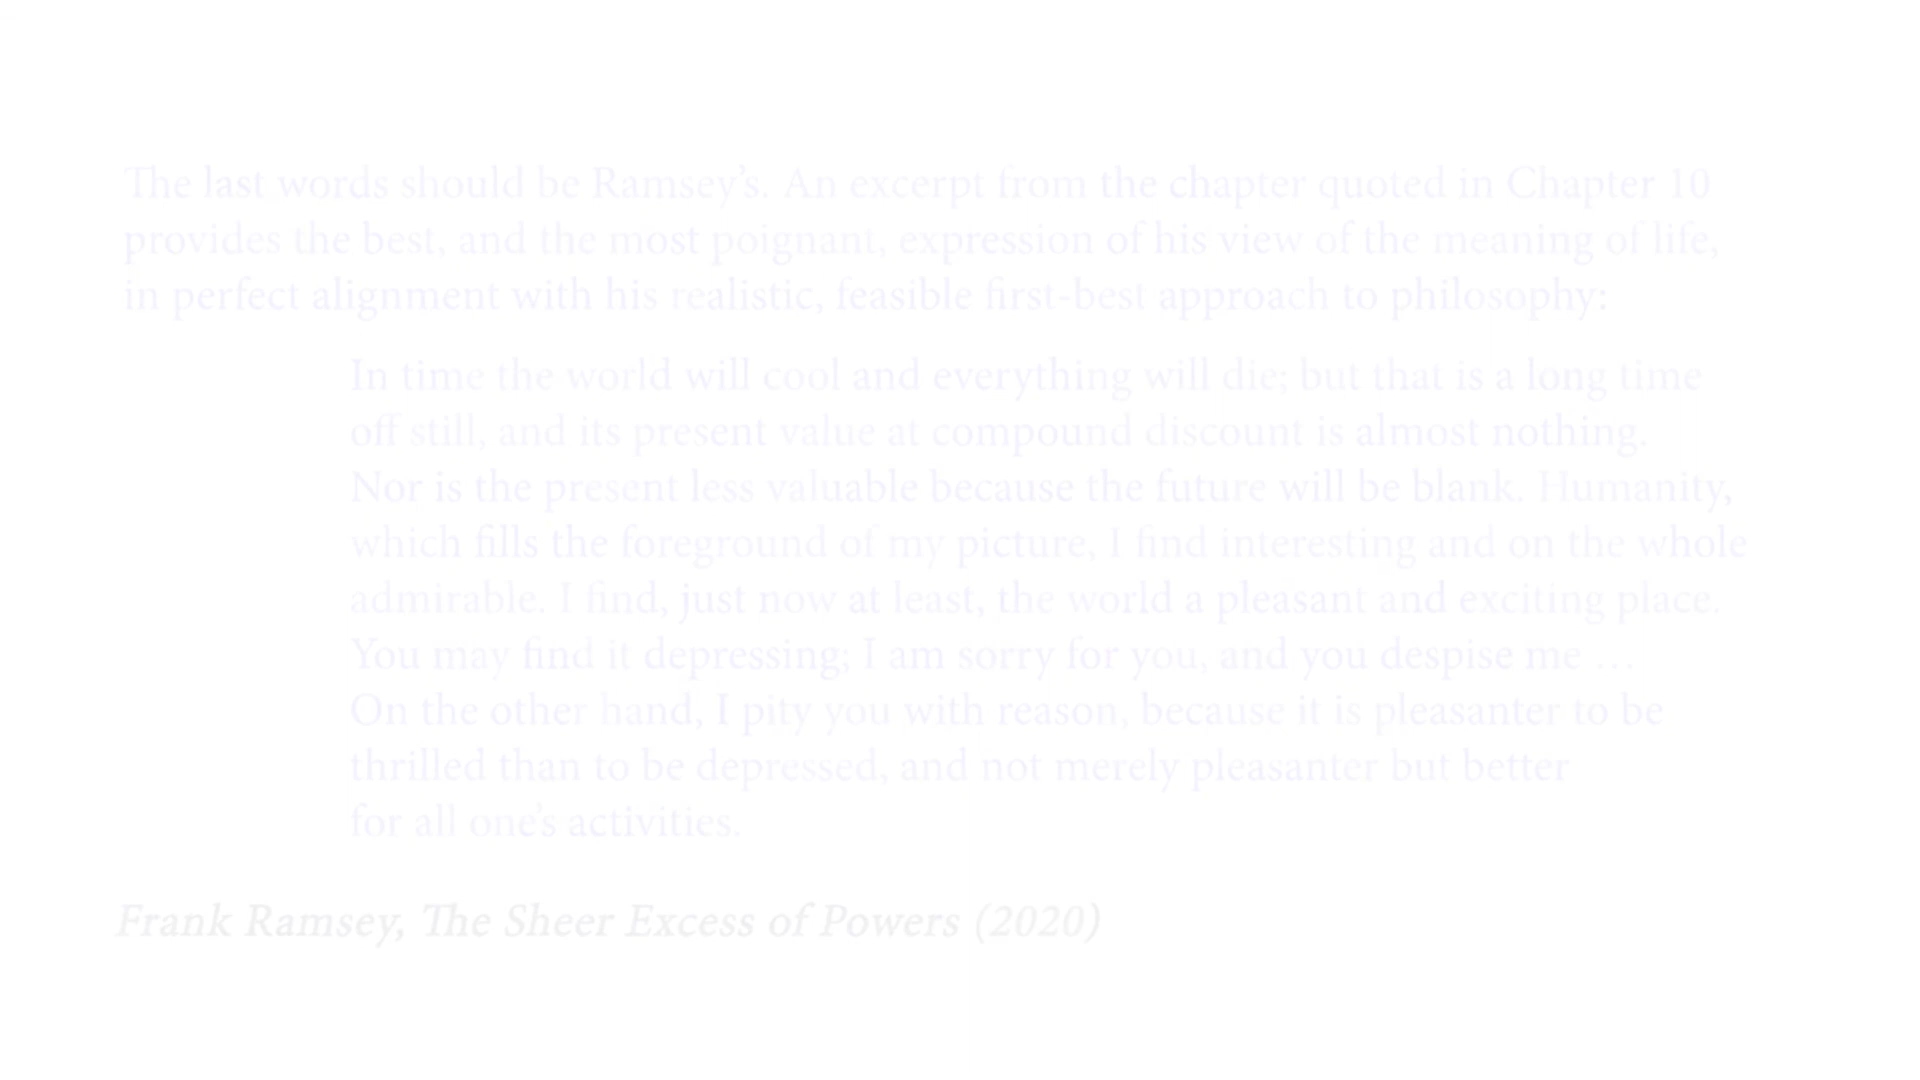 The last words should be Ramsey’s. An excerpt from the chapter quoted in Chapter 10
provides the best, and the most poignant, expression of his view of the meaning of life,
in perfect alignment with his realistic, feasible first-best approach to philosophy:
In time the world will cool and everything will die; but that is a long time
off still, and its present value at compound discount is almost nothing.
Nor is the present less valuable because the future will be blank. Humanity,
which fills the foreground of my picture, I find interesting and on the whole
admirable. I find, just now at least, the world a pleasant and exciting place.
You may find it depressing; I am sorry for you, and you despise me …
On the other hand, I pity you with reason, because it is pleasanter to be
thrilled than to be depressed, and not merely pleasanter but better
for all one’s activities.
Frank Ramsey, The Sheer Excess of Powers (2020)